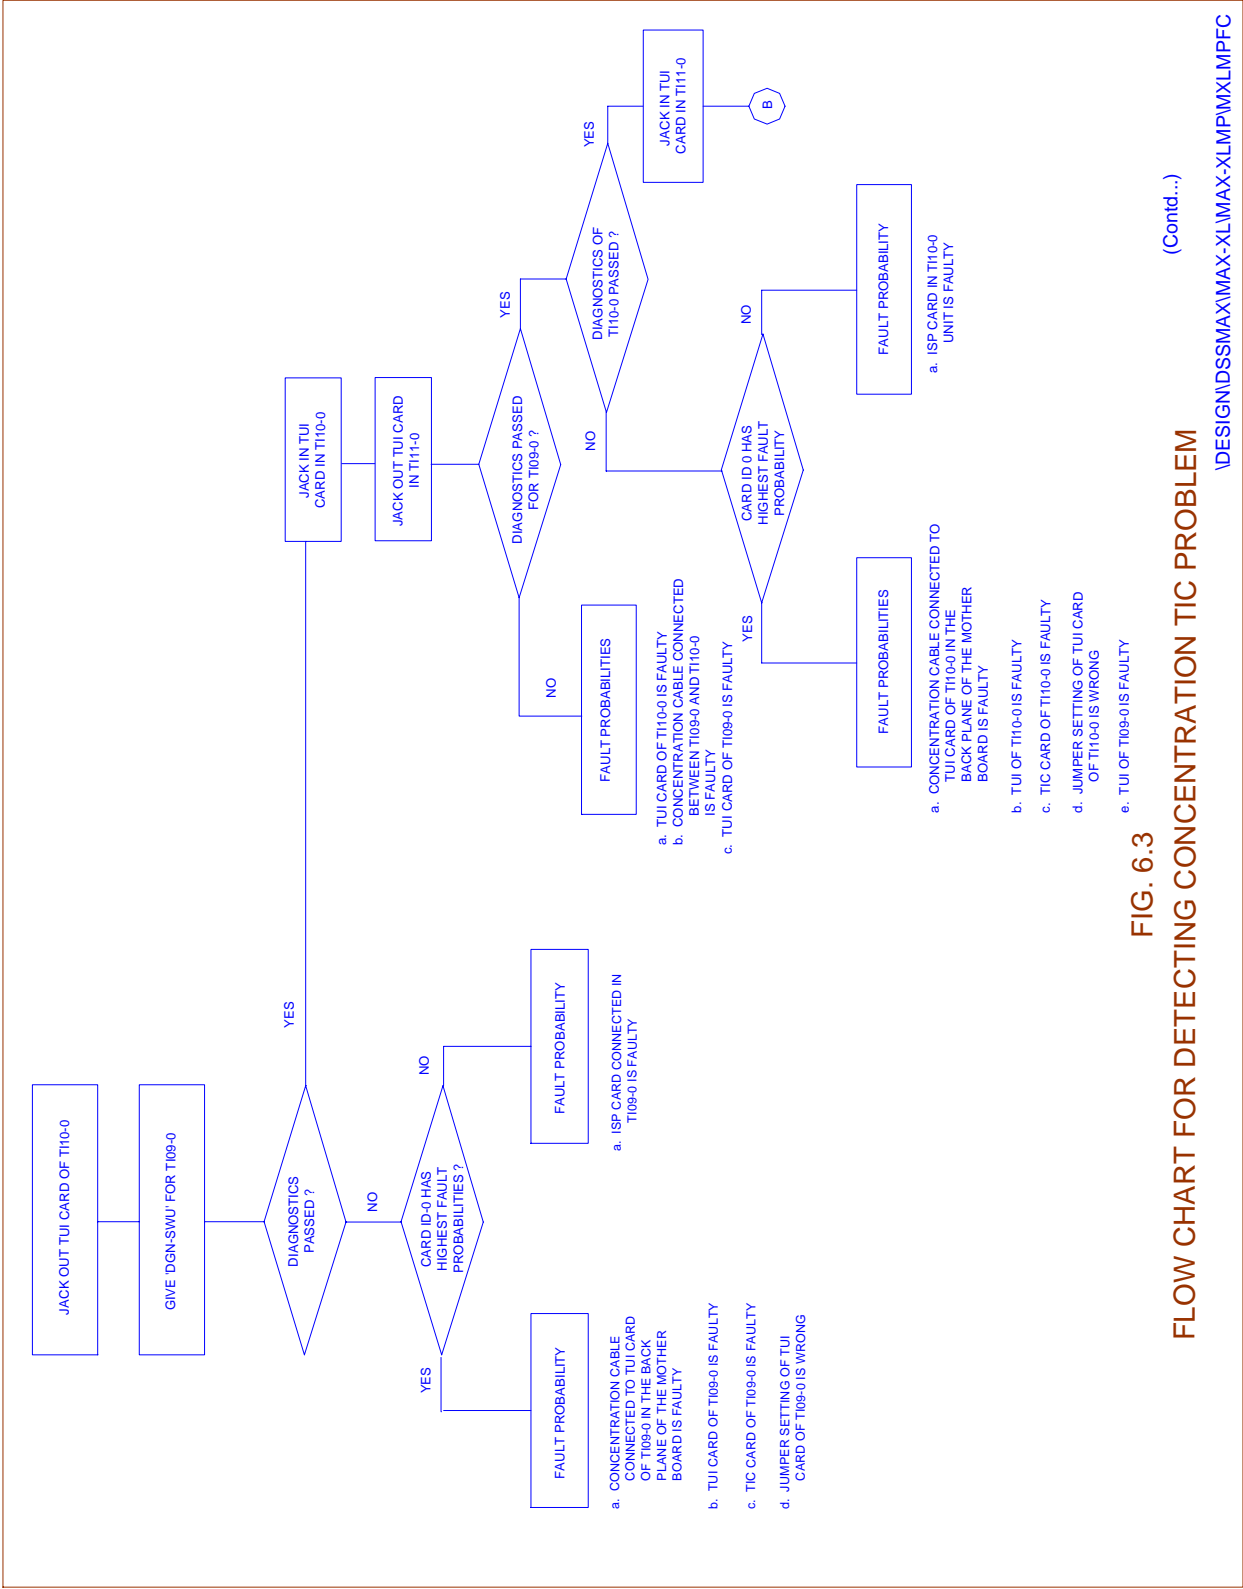 JACK OUT TUI CARD OF TI10-0
GIVE 'DGN-SWU' FOR TI09-0
DIAGNOSTICS
PASSED ?
YES
NO
CARD ID-0 HAS
HIGHEST FAULT
PROBABILITIES ?
YES
NO
FAULT PROBABILITY
a. CONCENTRATION CABLE
CONNECTED TO TUI CARD
OF TI09-0 IN THE BACK
PLANE OF THE MOTHER
BOARD IS FAULTY
b. TUI CARD OF TI09-0 IS FAULTY
c. TIC CARD OF TI09-0 IS FAULTY
d. JUMPER SETTING OF TUI
CARD OF TI09-0 IS WRONG
FAULT PROBABILITY
a. ISP CARD CONNECTED IN
TI09-0 IS FAULTY
JACK IN TUI
CARD IN TI10-0
JACK OUT TUI CARD
IN TI11-0
DIAGNOSTICS PASSED
FOR TI09-0 ?
NO
YES
FAULT PROBABILITIES
a. TUI CARD OF TI10-0 IS FAULTY
b. CONCENTRATION CABLE CONNECTED
BETWEEN TI09-0 AND TI10-0
IS FAULTY
c. TUI CARD OF TI09-0 IS FAULTY
DIAGNOSTICS OF
TI10-0 PASSED ?
NO
YES
JACK IN TUI
CARD IN TI11-0
B
CARD ID 0 HAS
HIGHEST FAULT
PROBABILITY
YES
NO
FAULT PROBABILITIES
a. CONCENTRATION CABLE CONNECTED TO
TUI CARD OF TI10-0 IN THE
BACK PLANE OF THE MOTHER
BOARD IS FAULTY
b. TUI OF TI10-0 IS FAULTY
c. TIC CARD OF TI10-0 IS FAULTY
d. JUMPER SETTING OF TUI CARD
OF TI10-0 IS WRONG
e. TUI OF TI09-0 IS FAULTY
FAULT PROBABILITY
a. ISP CARD IN TI10-0
UNIT IS FAULTY
FIG. 6.3
(Contd...)
FLOW CHART FOR DETECTING CONCENTRATION TIC PROBLEM
\DESIGN\DSSMAX\MAX-XL\MAX-XLMP\MXLMPFC